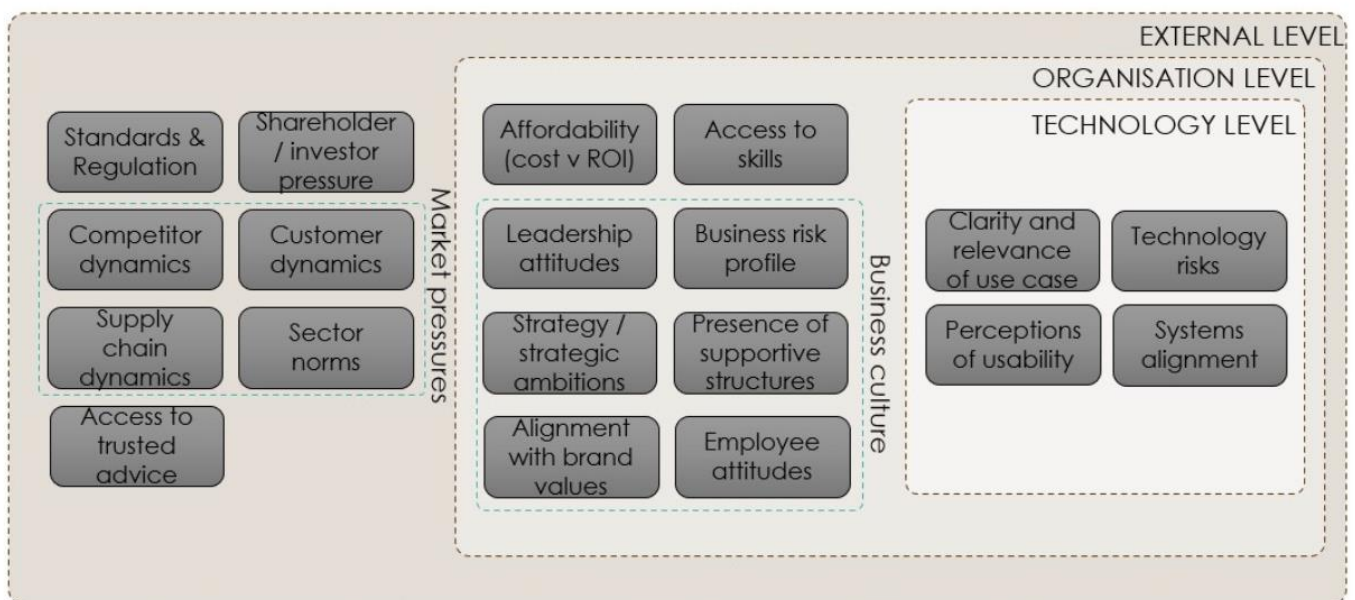 EXTERNAL LEVEL
ORGANISATION LEVEL
TECHNOLOGY LEVEL
Standards &
Regulation
Shareholder
/ investor
pressure
Competitor
dynamics
Customer
dynamics
Supply
chain
dynamics
Sector
norms
Access to
trusted
advice
Market pressures
Affordability
(cost v ROI)
Access to
skills
Leadership
attitudes
Business risk
profile
Strategy /
strategic
ambitions
Presence of
supportive
structures
Alignment
with brand
values
Employee
attitudes
Business culture
Clarity and
relevance
of use case
Technology
risks
Perceptions
of usability
Systems
alignment